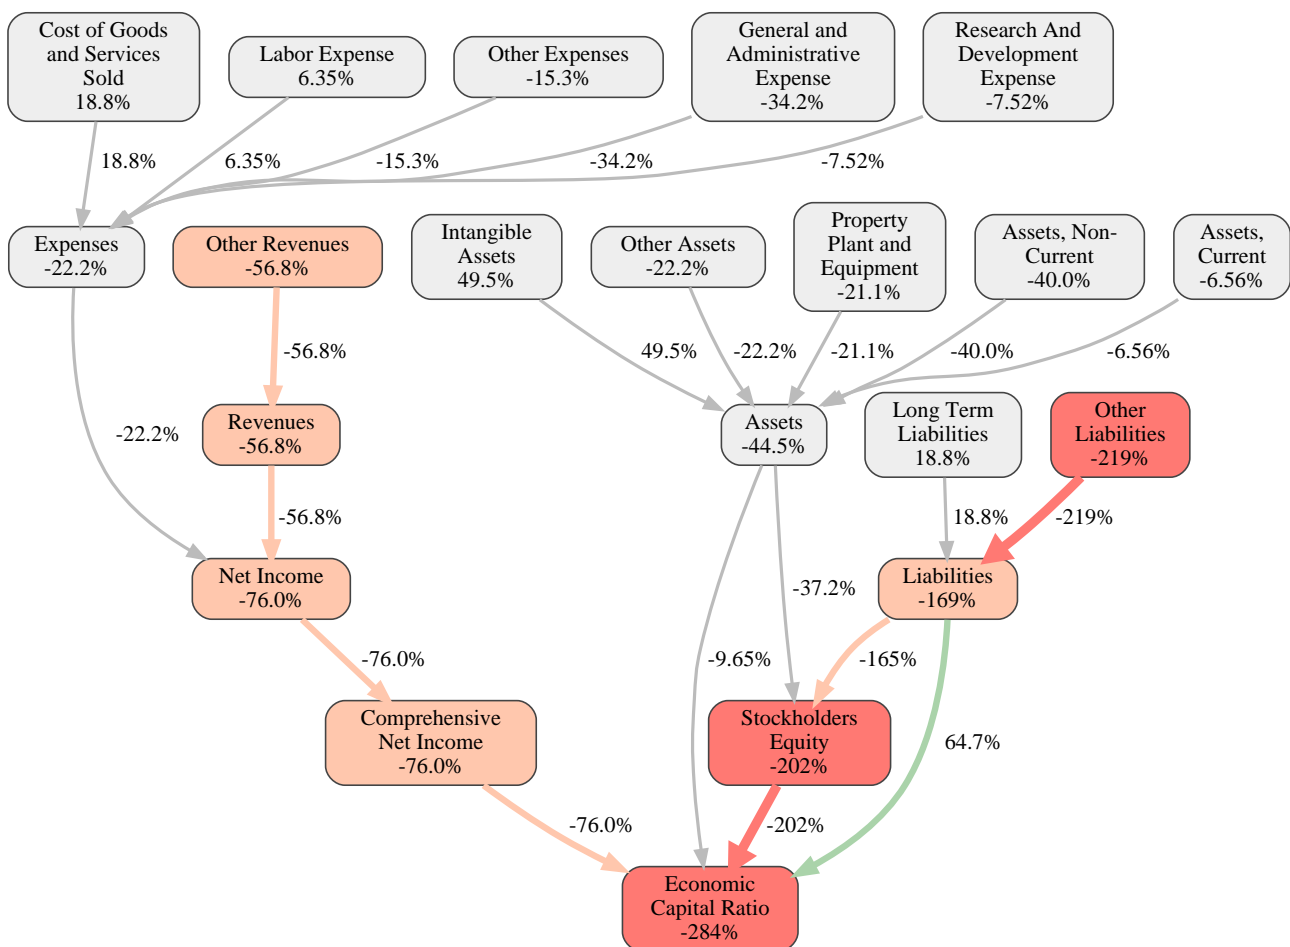 Cost of Goods
and Services
Sold
18.8%
Labor Expense
6.35%
Other Expenses
-15.3%
General and
Administrative
Expense
-34.2%
Research And
Development
Expense
-7.52%
18.8%
6.35%
-15.3%
-34.2%
-7.52%
Expenses
-22.2%
Other Revenues
-56.8%
Intangible
Assets
49.5%
Other Assets
-22.2%
Property
Plant and
Equipment
-21.1%
Assets, Non-
Current
-40.0%
Assets,
Current
-6.56%
-56.8%
49.5%
-22.2%
-21.1%
-40.0%
-6.56%
-22.2%
Revenues
-56.8%
Assets
-44.5%
Long Term
Liabilities
18.8%
Other
Liabilities
-219%
-56.8%
18.8%
-219%
Net Income
-76.0%
-37.2%
Liabilities
-169%
-76.0%
-9.65%
-165%
Comprehensive
Net Income
-76.0%
Stockholders
Equity
-202%
64.7%
-76.0%
-202%
Economic
Capital Ratio
-284%